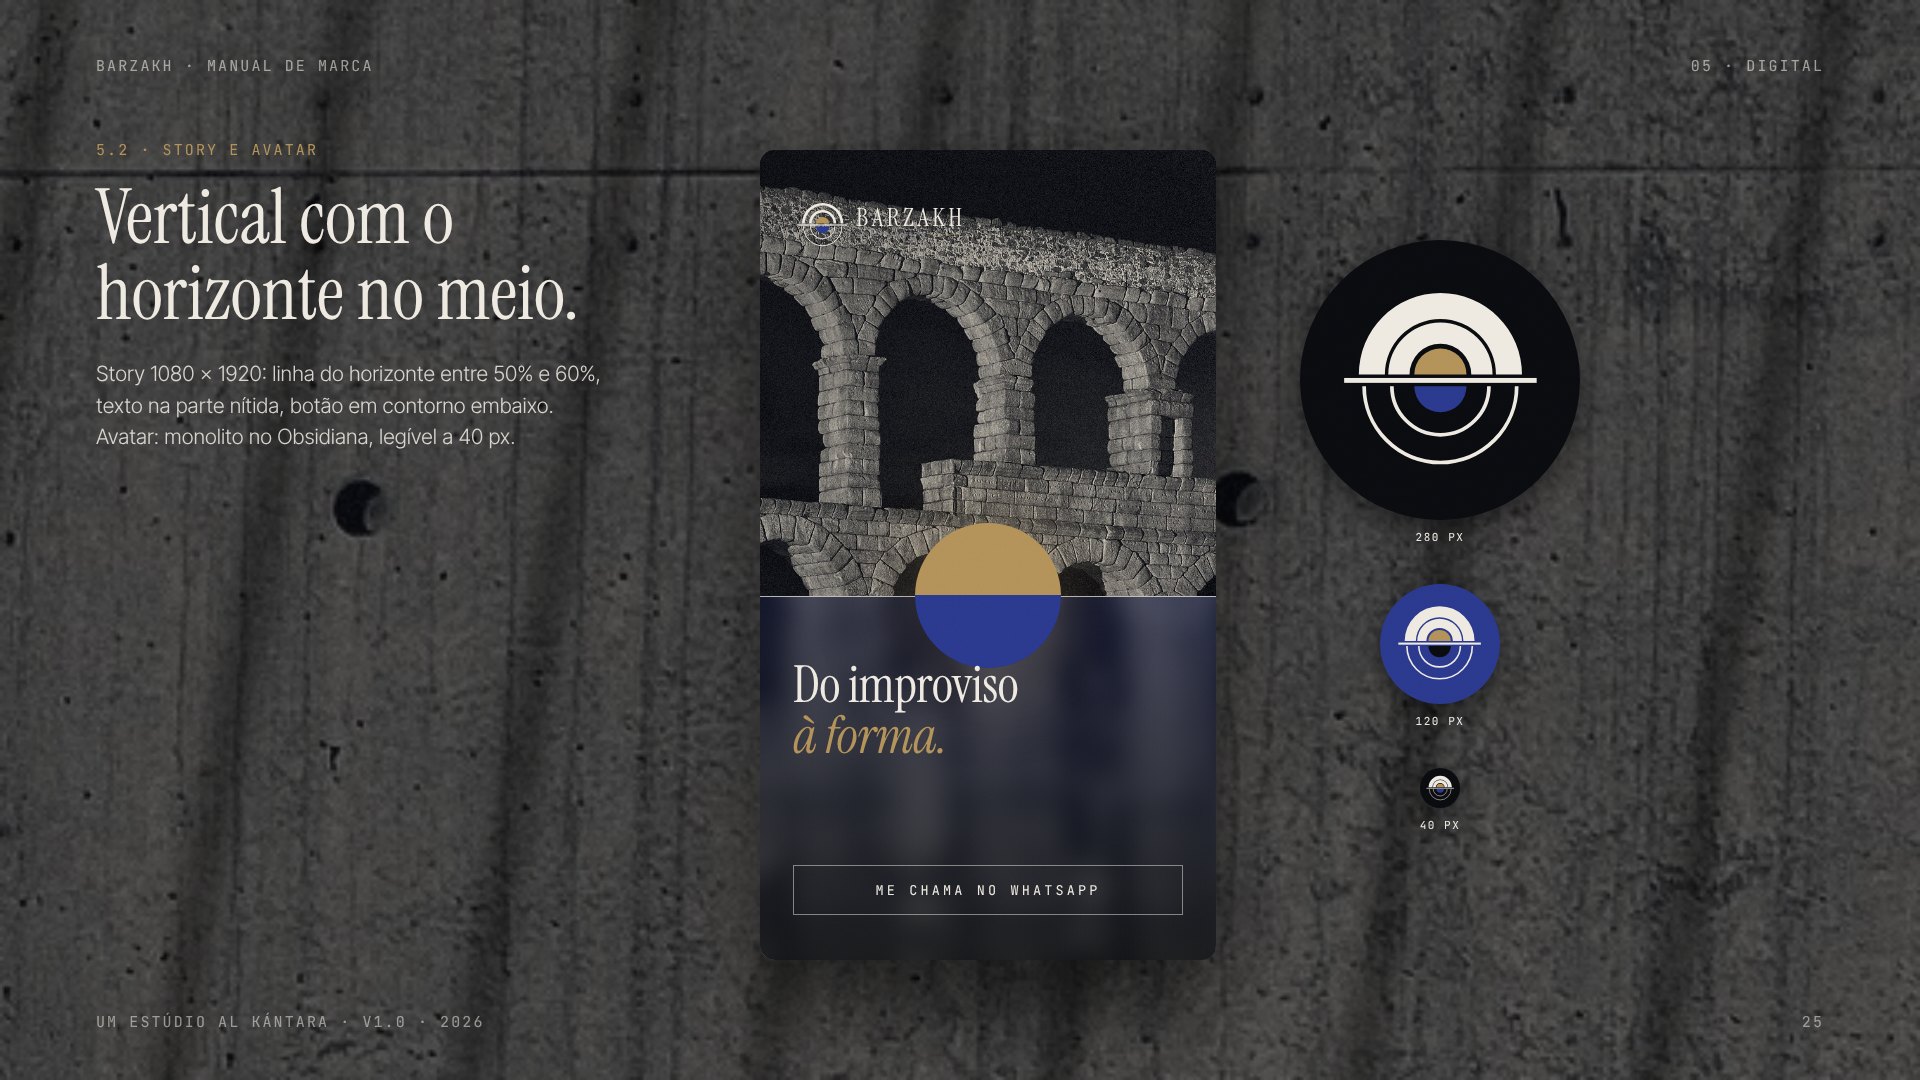 BARZAKH · MANUAL DE MARCA
05 · DIGITAL
5.2 · STORY E AVATAR
Vertical com o
horizonte no meio.
Story 1080 × 1920: linha do horizonte entre 50% e 60%,
texto na parte nítida, botão em contorno embaixo.
Avatar: monolito no Obsidiana, legível a 40 px.
BARZAKH
Do improviso
à forma.
ME CHAMA NO WHATSAPP
280 PX
120 PX
40 PX
UM ESTÚDIO AL KÁNTARA · V1.0 · 2026
25